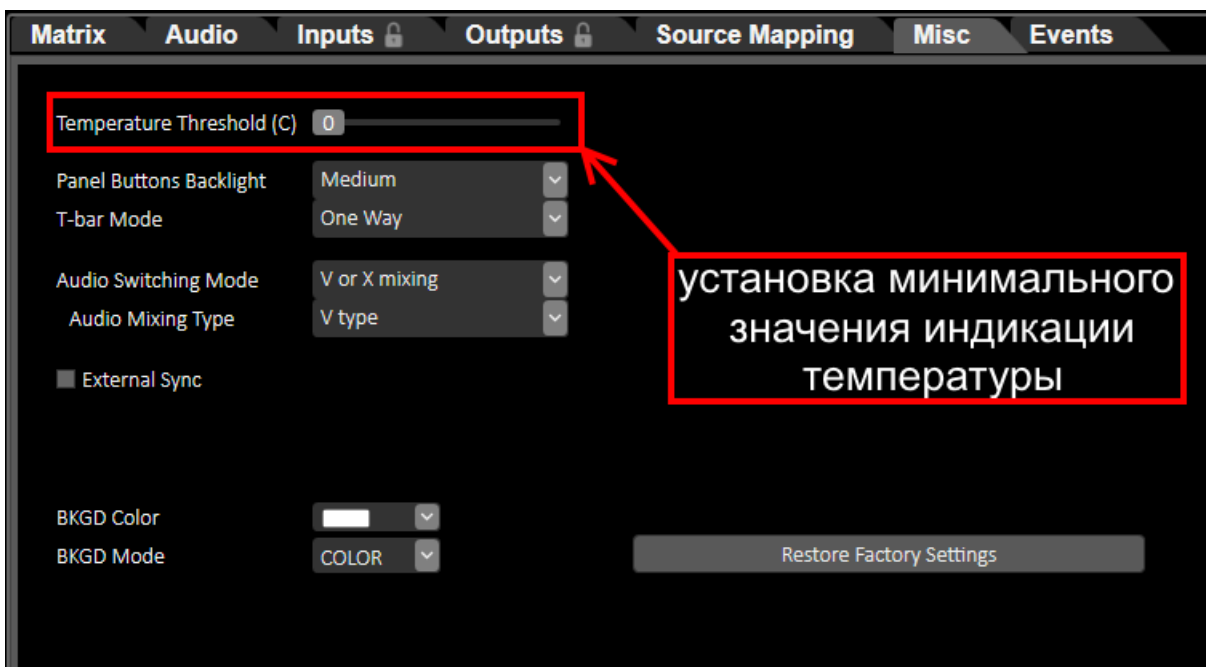 Matrix Audio Inputs Outputs Source Mapping Misc Events
Temperature Threshold (C) 0
Panel Buttons Backlight Medium
T-bar Mode One Way
Audio Switching Mode V or X mixing
Audio Mixing Type V type
установка минимального
значения индикации
температуры
External Sync
BKGD Color
BKGD Mode COLOR
Restore Factory Settings